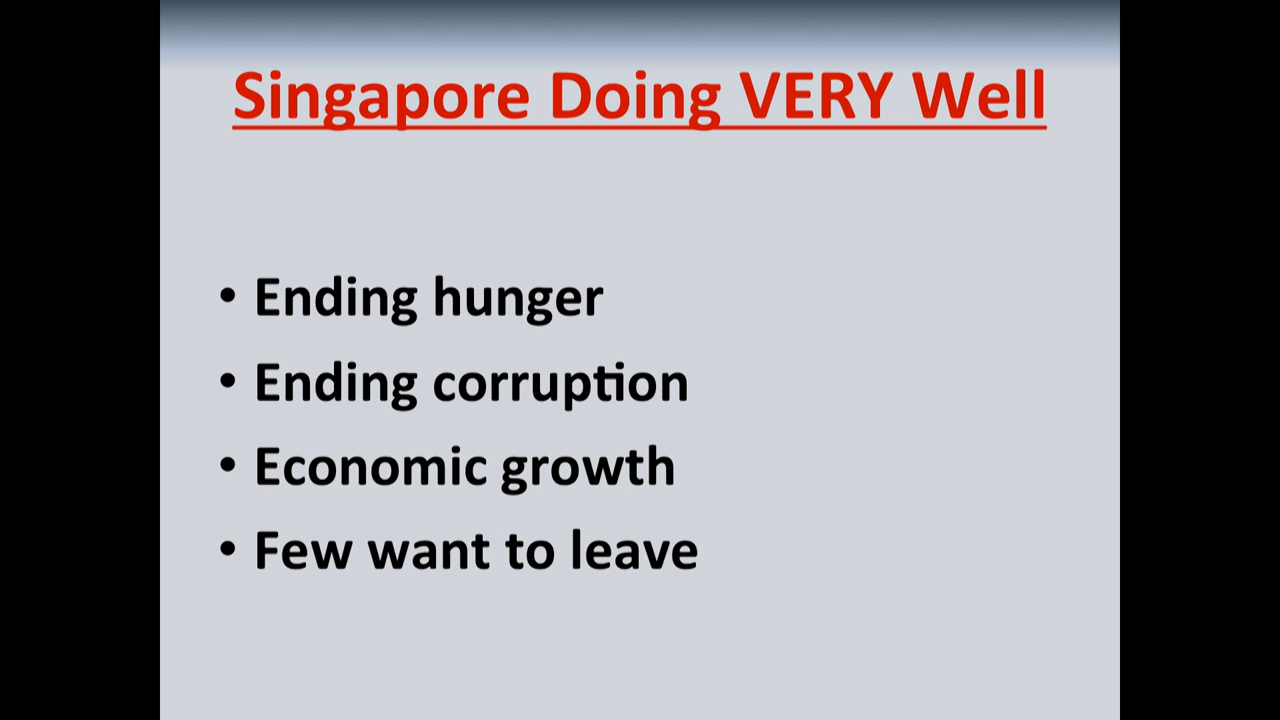 Singapore Doing VERY Well
• Ending hunger
• Ending corruption
• Economic growth
• Few want to leave